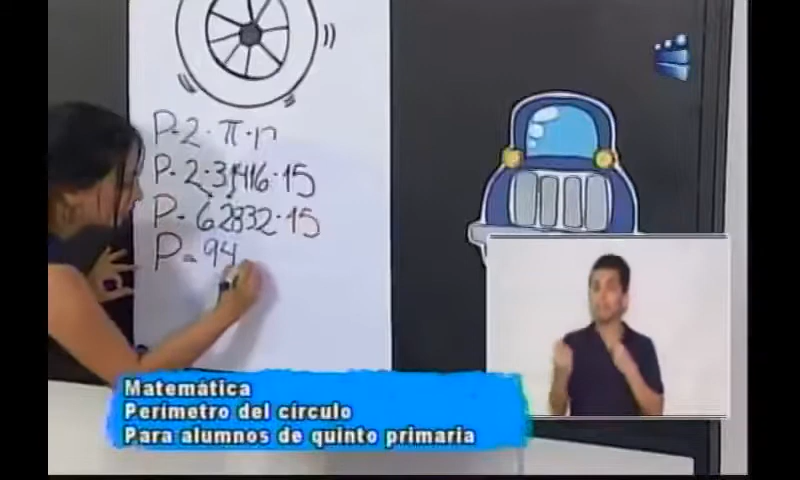 P=2·π·r
P=2·3,1416·15
P=6,2832·15
P=94
Matemática
Perímetro del círculo
Para alumnos de quinto primaria